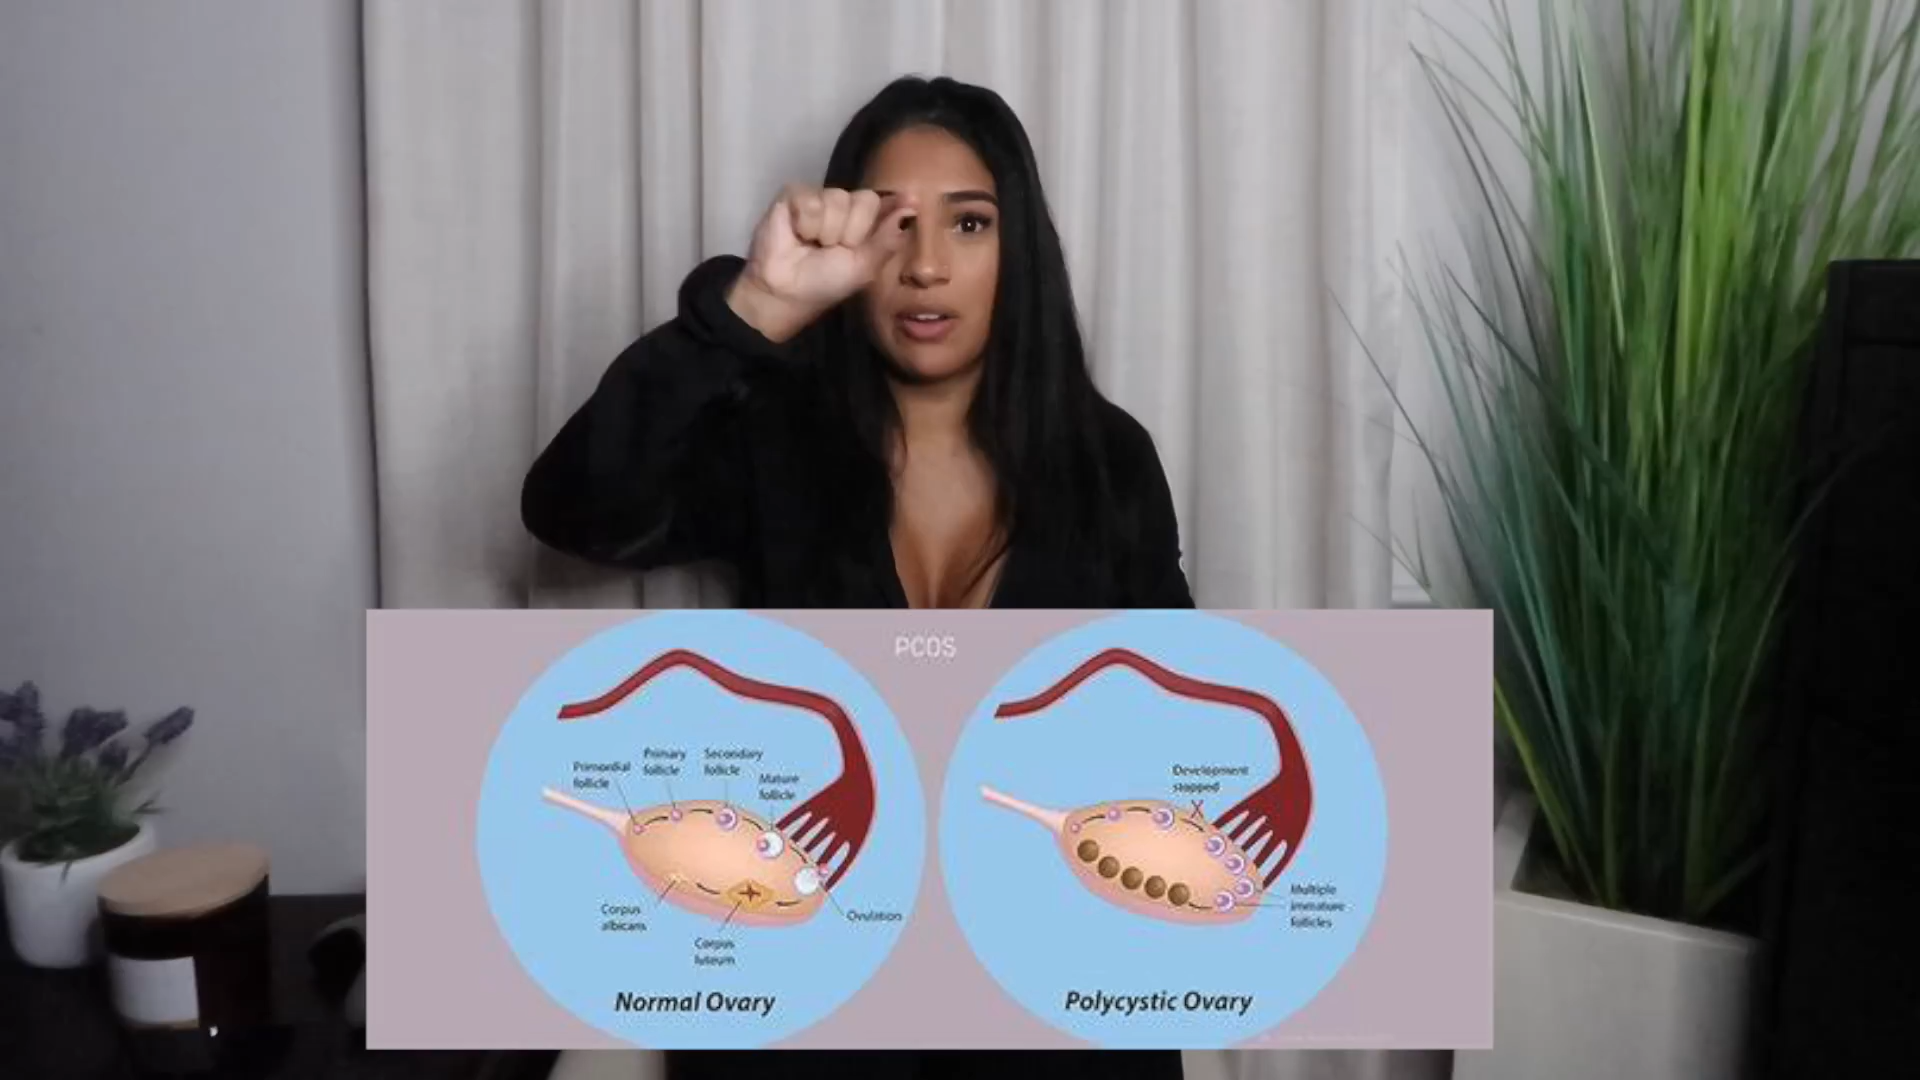 PCOS
Primordial
follicle
Primary
follicle
Secondary
follicle
Mature
follicle
Corpus
albicans
Corpus
luteum
Ovulation
Normal Ovary
Development
stopped
X
Multiple
immature
follicles
Polycystic Ovary